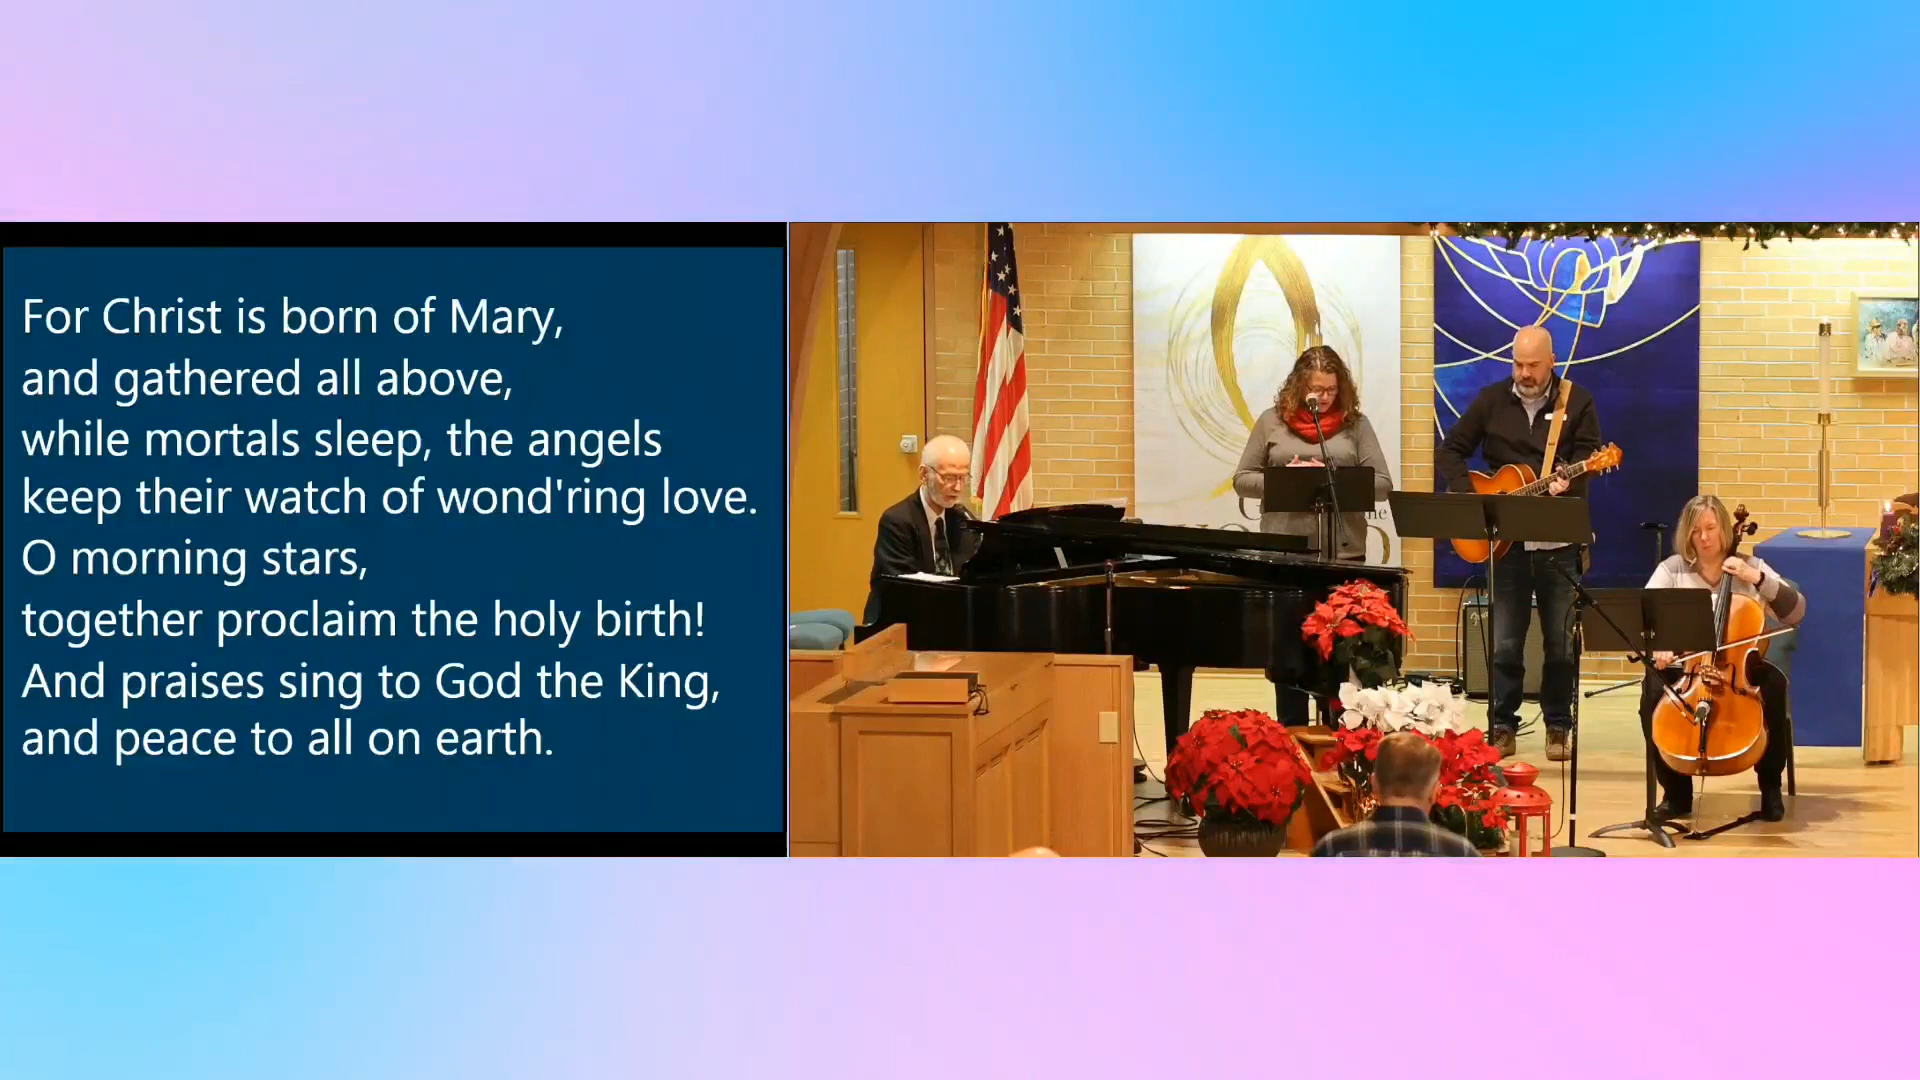 For Christ is born of Mary,
and gathered all above,
while mortals sleep, the angels
keep their watch of wond'ring love.
O morning stars,
together proclaim the holy birth!
And praises sing to God the King,
and peace to all on earth.